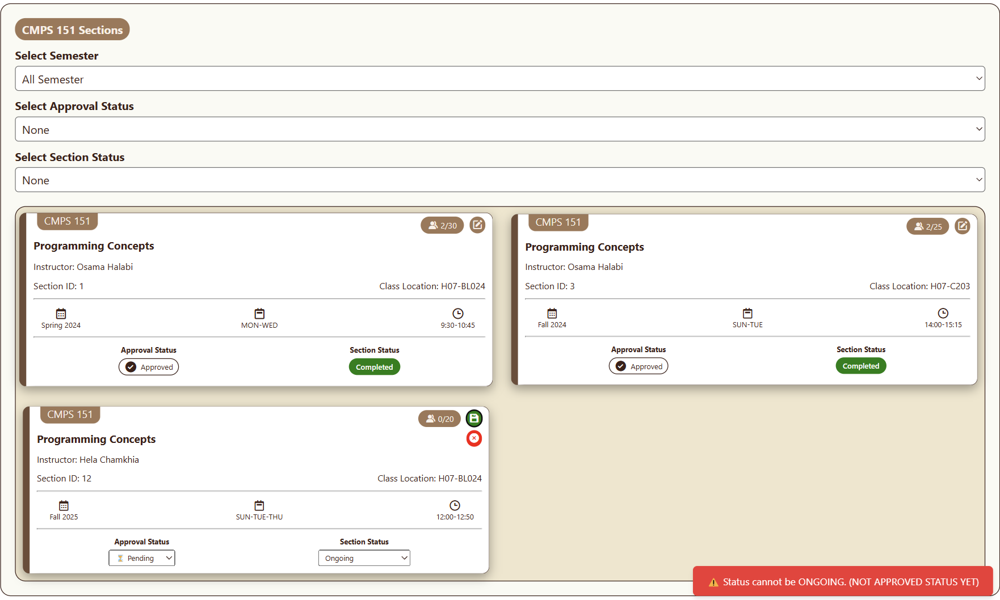 CMPS 151 Sections
Select Semester
All Semester
Select Approval Status
None
Select Section Status
None
CMPS 151
2/30
Programming Concepts
Instructor: Osama Halabi
Section ID: 1
Class Location: H07-BL024
Spring 2024
MON-WED
9:30-10:45
Approval Status
Section Status
Approved
Completed
CMPS 151
2/25
Programming Concepts
Instructor: Osama Halabi
Section ID: 3
Class Location: H07-C203
Fall 2024
SUN-TUE
14:00-15:15
Approval Status
Section Status
Approved
Completed
CMPS 151
0/20
Programming Concepts
Instructor: Hela Chamkhia
Section ID: 12
Class Location: H07-BL024
Fall 2025
SUN-TUE-THU
12:00-12:50
Approval Status
Section Status
⏳ Pending
Ongoing
⚠️ Status cannot be ONGOING. (NOT APPROVED STATUS YET)